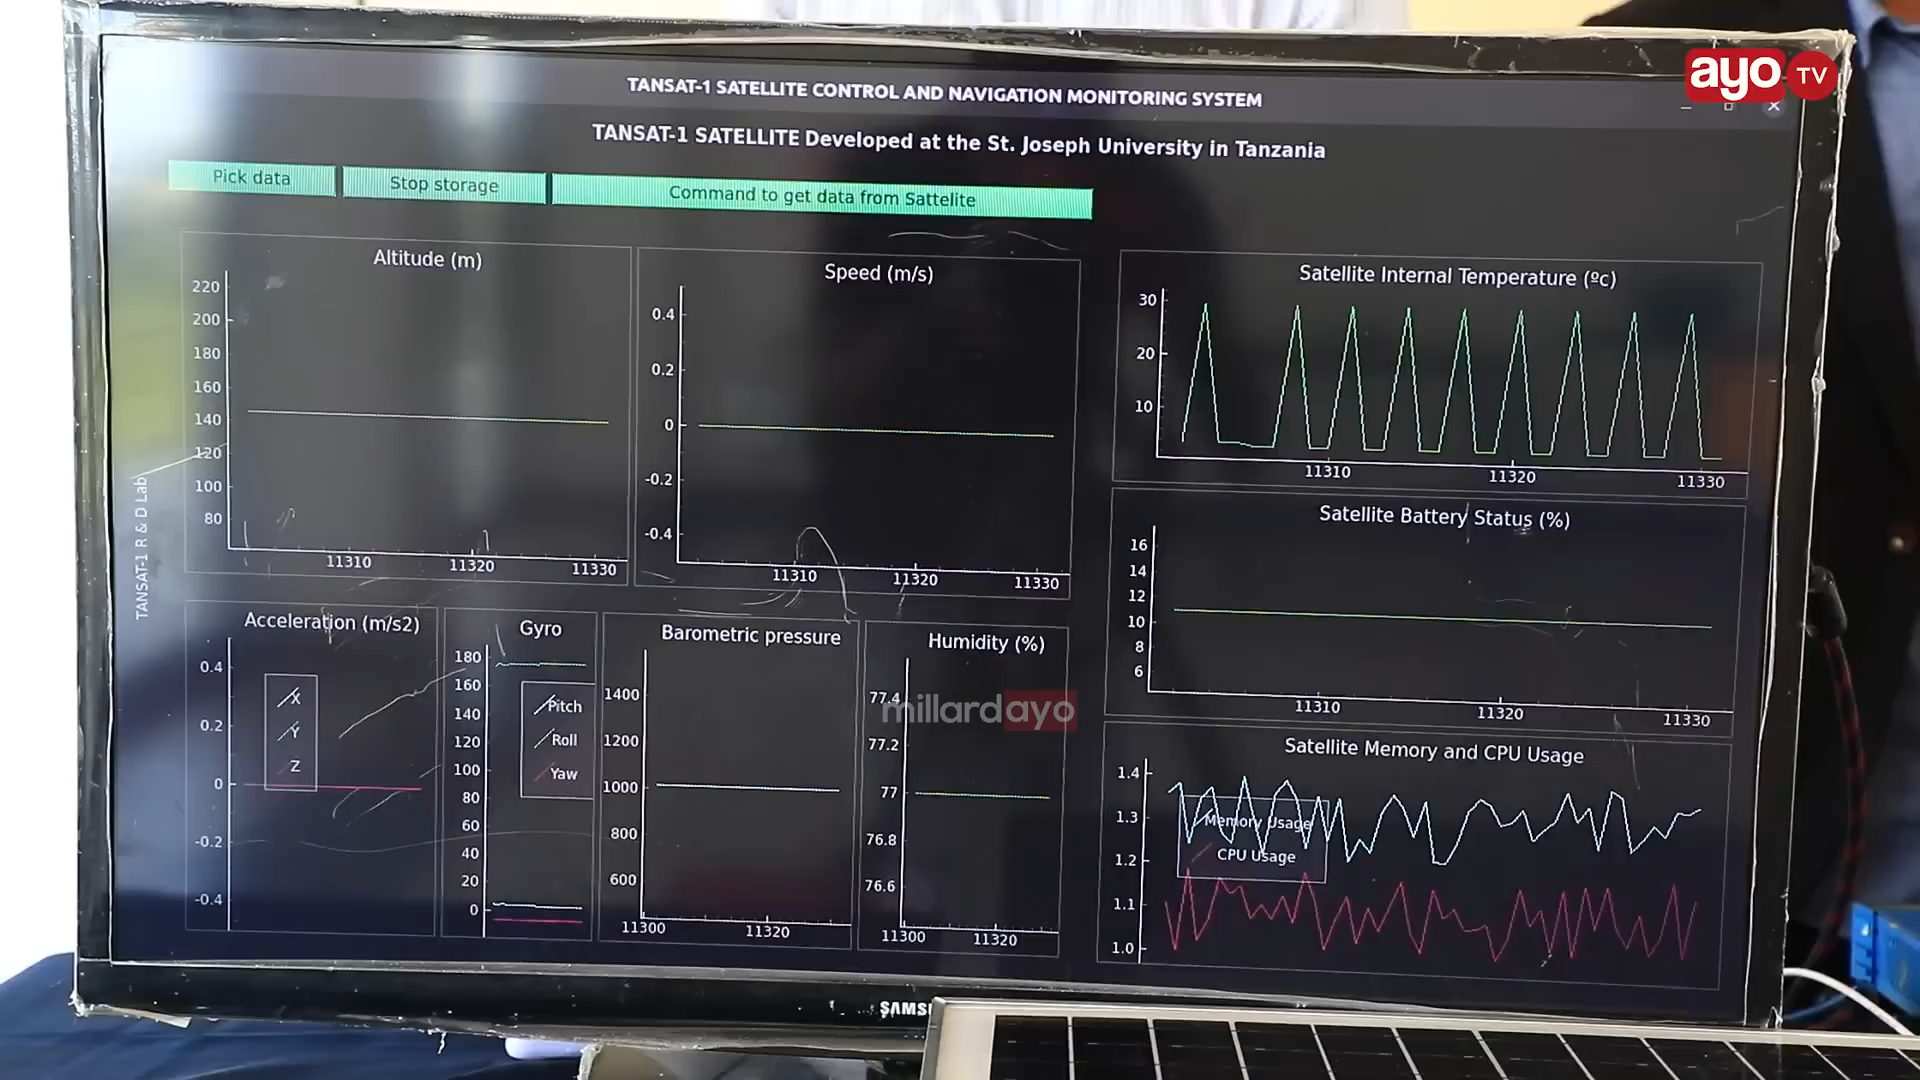 ayo TV
TANSAT-1 SATELLITE CONTROL AND NAVIGATION MONITORING SYSTEM
TANSAT-1 SATELLITE Developed at the St. Joseph University in Tanzania
Pick data
Stop storage
Command to get data from Sattelite
TANSAT-1 R & D Lab
Altitude (m)
220
200
180
160
140
120
100
80
11310 11320 11330
Speed (m/s)
0.4
0.2
0
-0.2
-0.4
11310 11320 11330
Satellite Internal Temperature (ºc)
30
20
10
11310 11320 11330
Satellite Battery Status (%)
16
14
12
10
8
6
11310 11320 11330
Acceleration (m/s2)
0.4
0.2
0
-0.2
-0.4
X
Y
Z
Gyro
180
160
140
120
100
80
60
40
20
0
Pitch
Roll
Yaw
Barometric pressure
1400
1200
1000
800
600
11300 11320
Humidity (%)
77.4
77.2
77
76.8
76.6
11300 11320
millardayo
Satellite Memory and CPU Usage
1.4
1.3
1.2
1.1
1.0
Memory Usage
CPU Usage
SAMS